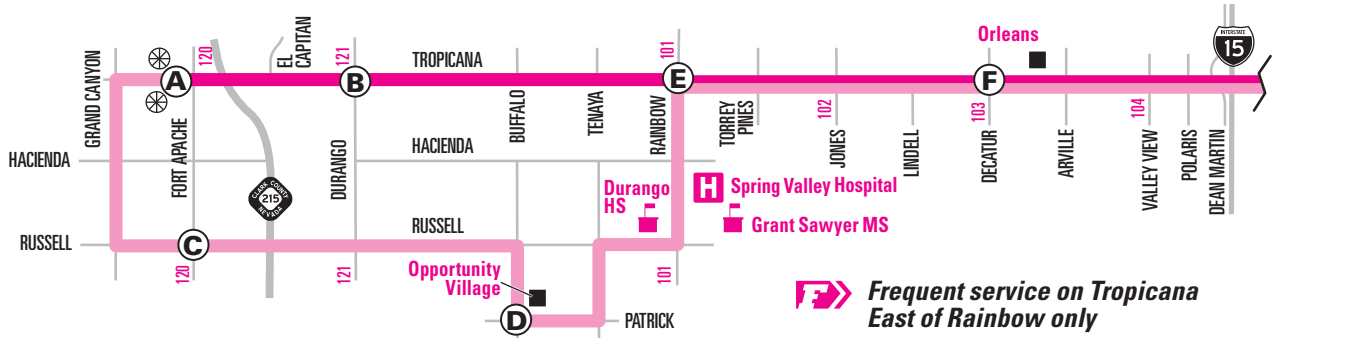 GRAND CANYON
A
120
EL
CAPITAN
121
B
TROPICANA
101
E
Orleans
F
INTERSTATE
15
FORT APACHE
DURANGO
BUFFALO
TENAYA
RAINBOW
TORREY
PINES
102
JONES
LINDELL
103
DECATUR
ARVILLE
104
VALLEY VIEW
POLARIS
DEAN MARTIN
HACIENDA
HACIENDA
CLARK COUNTY
215
NEVADA
Durango
HS
H
Spring Valley Hospital
Grant Sawyer MS
RUSSELL
C
RUSSELL
120
121
101
Opportunity
Village
D
PATRICK
F
Frequent service on Tropicana
East of Rainbow only